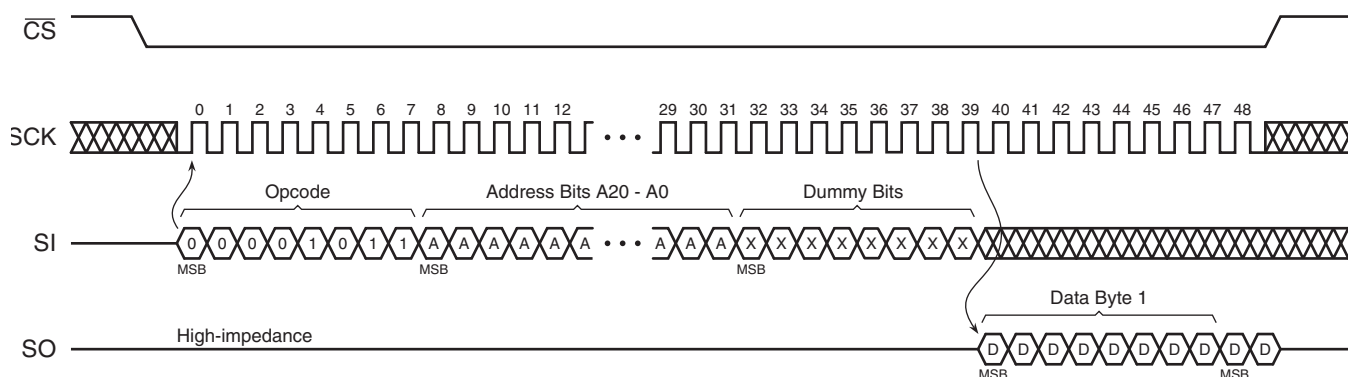 CS
0 1 2 3 4 5 6 7 8 9 10 11 12 29 30 31 32 33 34 35 36 37 38 39 40 41 42 43 44 45 46 47 48
SCK • • •
Opcode Address Bits A20 - A0 Dummy Bits
SI 0 0 0 0 1 0 1 1 A A A A A A • • • A A A X X X X X X X X
MSB MSB MSB
Data Byte 1
High-impedance
SO D D D D D D D D D D
MSB MSB